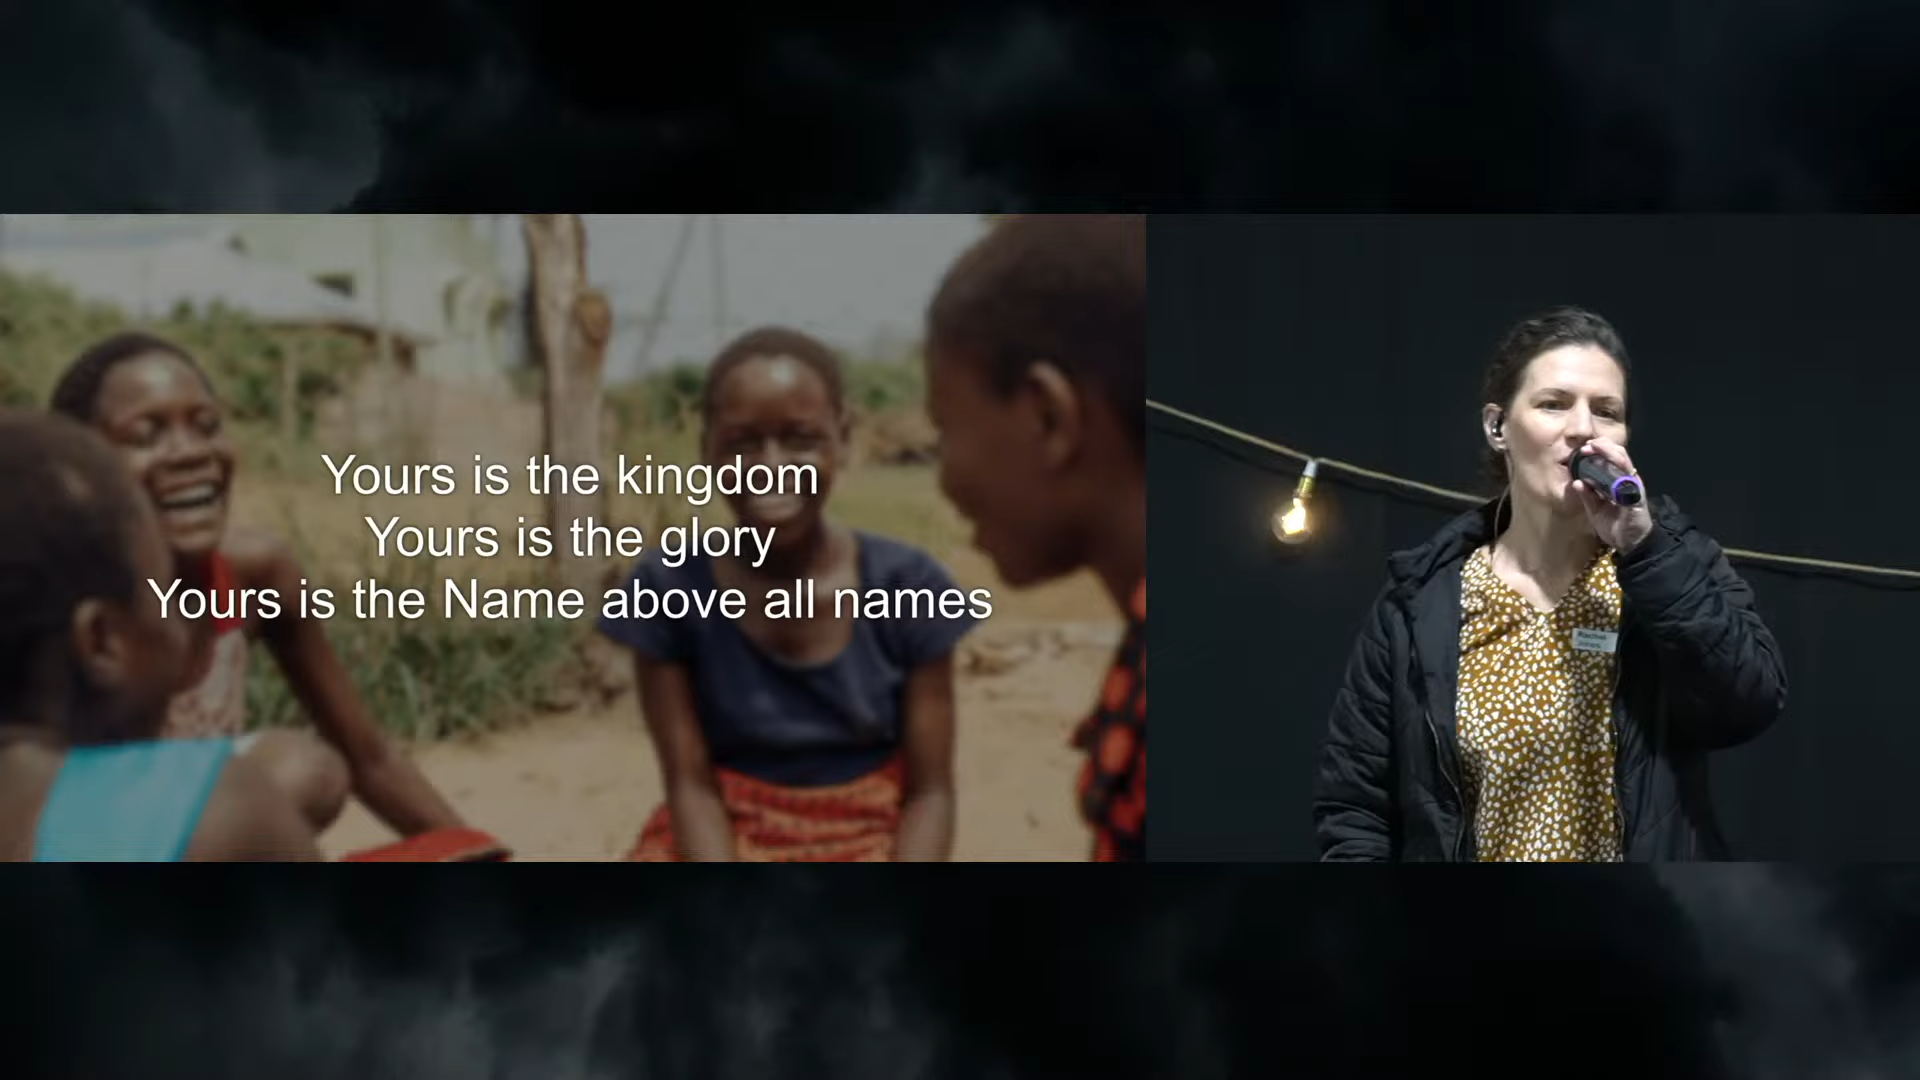 Yours is the kingdom
Yours is the glory
Yours is the Name above all names